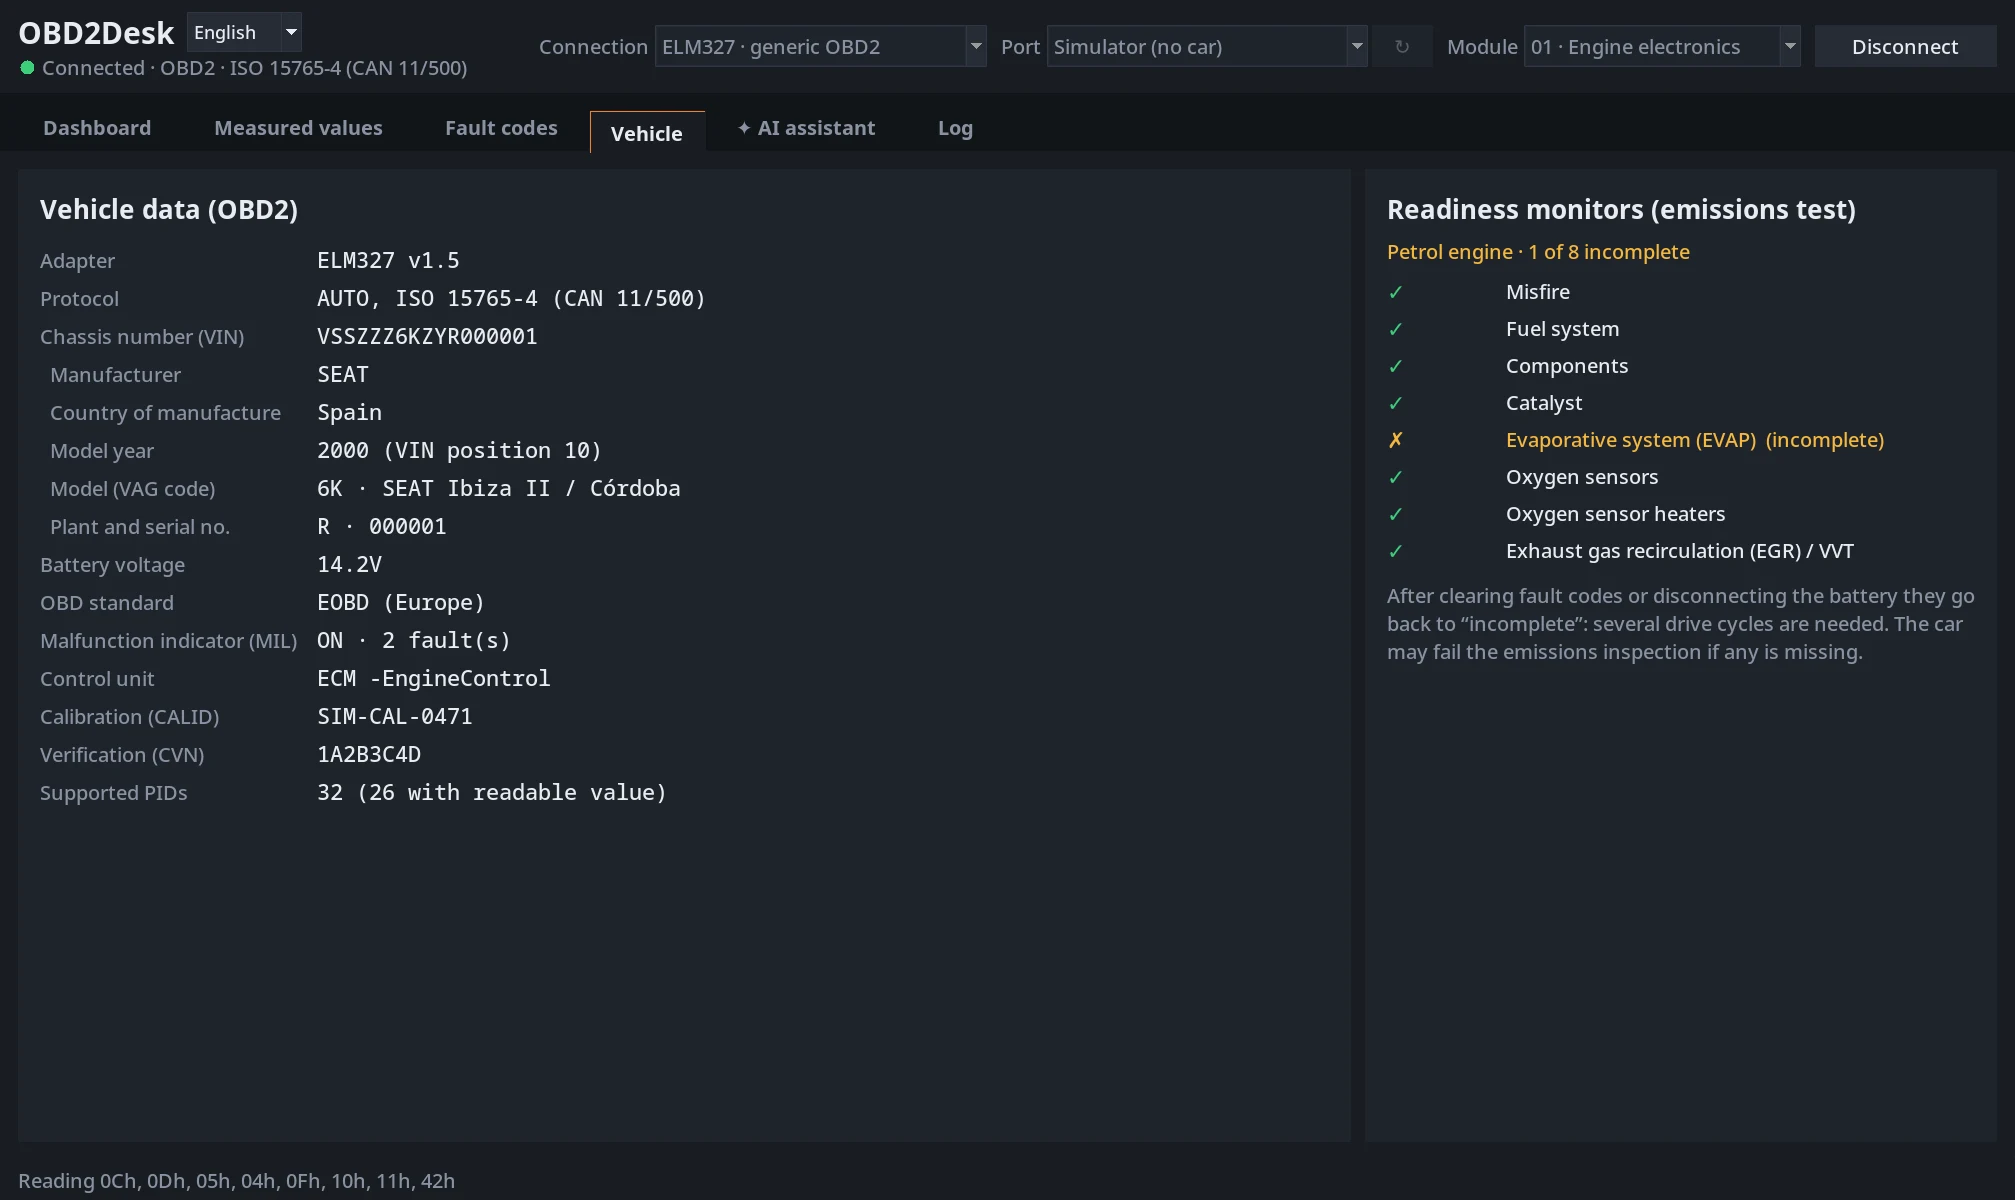 OBD2Desk English
Connected · OBD2 · ISO 15765-4 (CAN 11/500)
Connection ELM327 · generic OBD2 Port Simulator (no car) ↻ Module 01 · Engine electronics Disconnect
Dashboard Measured values Fault codes Vehicle ✦ AI assistant Log
Vehicle data (OBD2)
Adapter ELM327 v1.5
Protocol AUTO, ISO 15765-4 (CAN 11/500)
Chassis number (VIN) VSSZZZ6KZYR000001
Manufacturer SEAT
Country of manufacture Spain
Model year 2000 (VIN position 10)
Model (VAG code) 6K · SEAT Ibiza II / Córdoba
Plant and serial no. R · 000001
Battery voltage 14.2V
OBD standard EOBD (Europe)
Malfunction indicator (MIL) ON · 2 fault(s)
Control unit ECM -EngineControl
Calibration (CALID) SIM-CAL-0471
Verification (CVN) 1A2B3C4D
Supported PIDs 32 (26 with readable value)
Readiness monitors (emissions test)
Petrol engine · 1 of 8 incomplete
✓ Misfire
✓ Fuel system
✓ Components
✓ Catalyst
✗ Evaporative system (EVAP) (incomplete)
✓ Oxygen sensors
✓ Oxygen sensor heaters
✓ Exhaust gas recirculation (EGR) / VVT
After clearing fault codes or disconnecting the battery they go
back to “incomplete”: several drive cycles are needed. The car
may fail the emissions inspection if any is missing.
Reading 0Ch, 0Dh, 05h, 04h, 0Fh, 10h, 11h, 42h